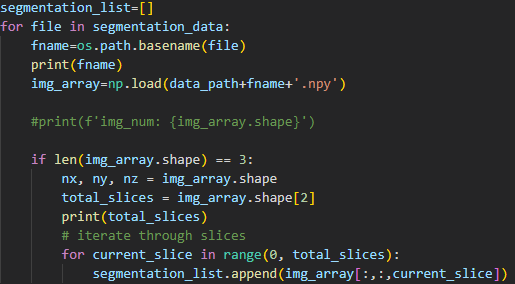 segmentation_list=[]
for file in segmentation_data:
    fname=os.path.basename(file)
    print(fname)
    img_array=np.load(data_path+fname+'.npy')
    #print(f'img_num: {img_array.shape}')
    if len(img_array.shape) == 3:
        nx, ny, nz = img_array.shape
        total_slices = img_array.shape[2]
        print(total_slices)
        # iterate through slices
        for current_slice in range(0, total_slices):
            segmentation_list.append(img_array[:,:,current_slice])